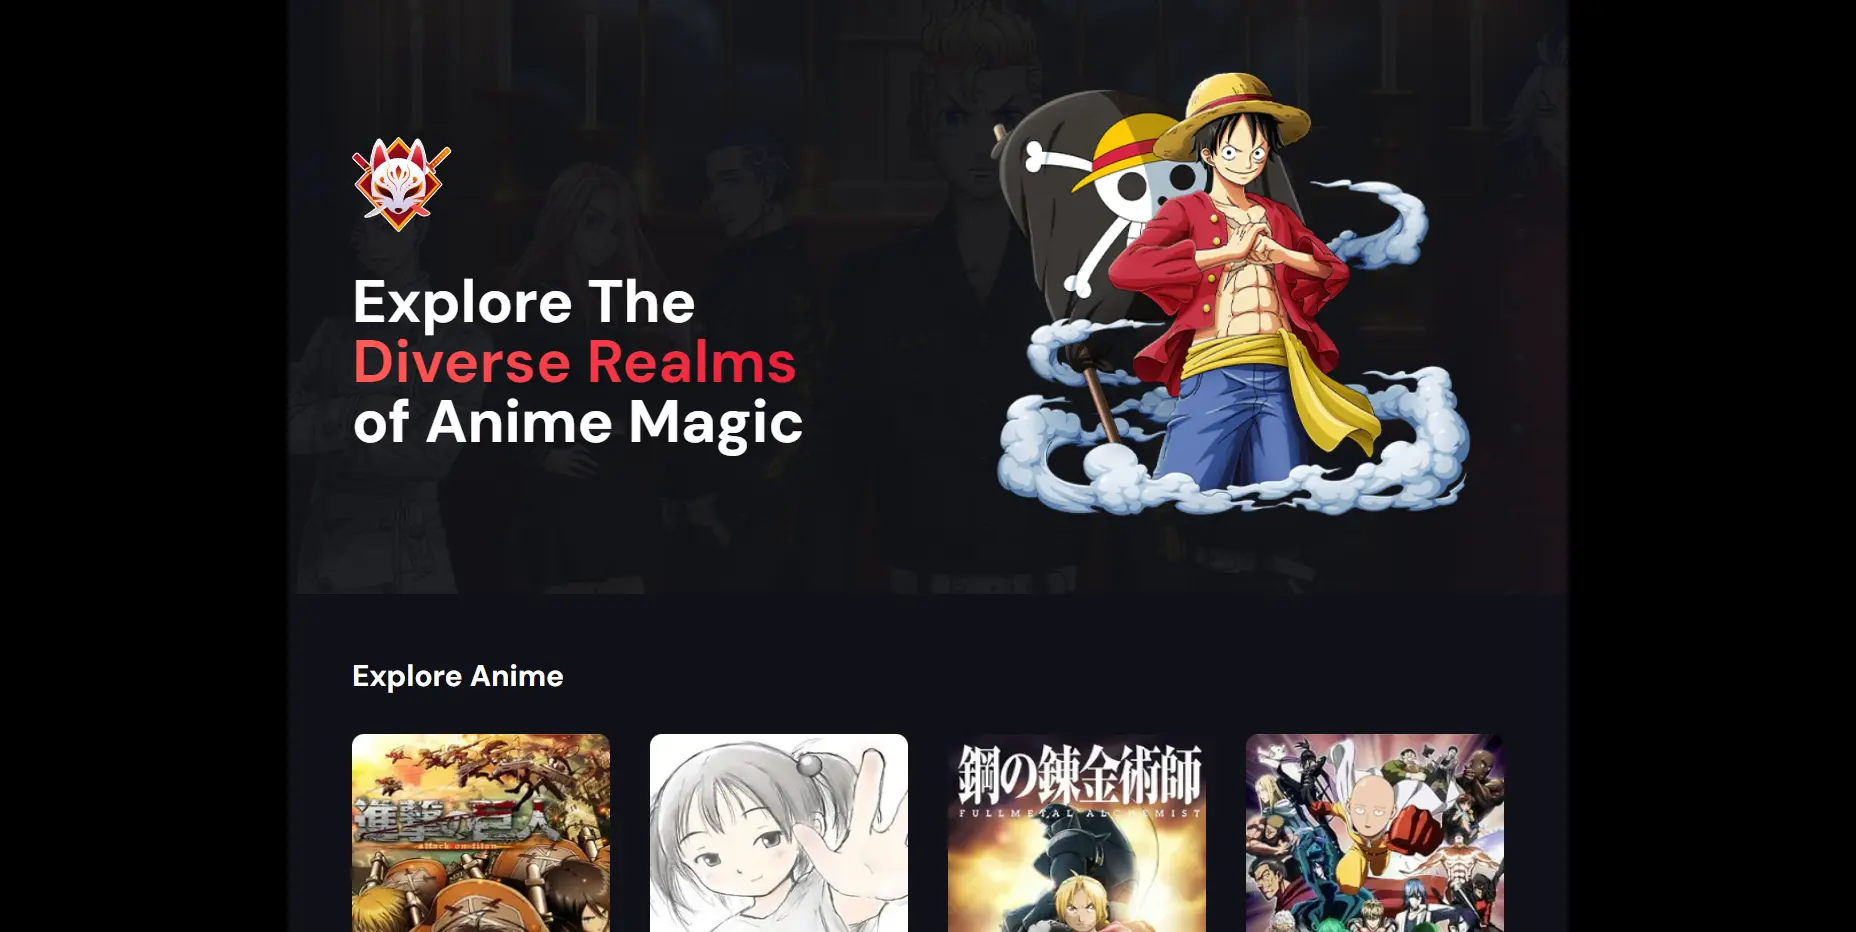 Explore The
Diverse Realms
of Anime Magic
Explore Anime
進撃の巨人
attack on titan
鋼の錬金術師
FULLMETAL ALCHEMIST